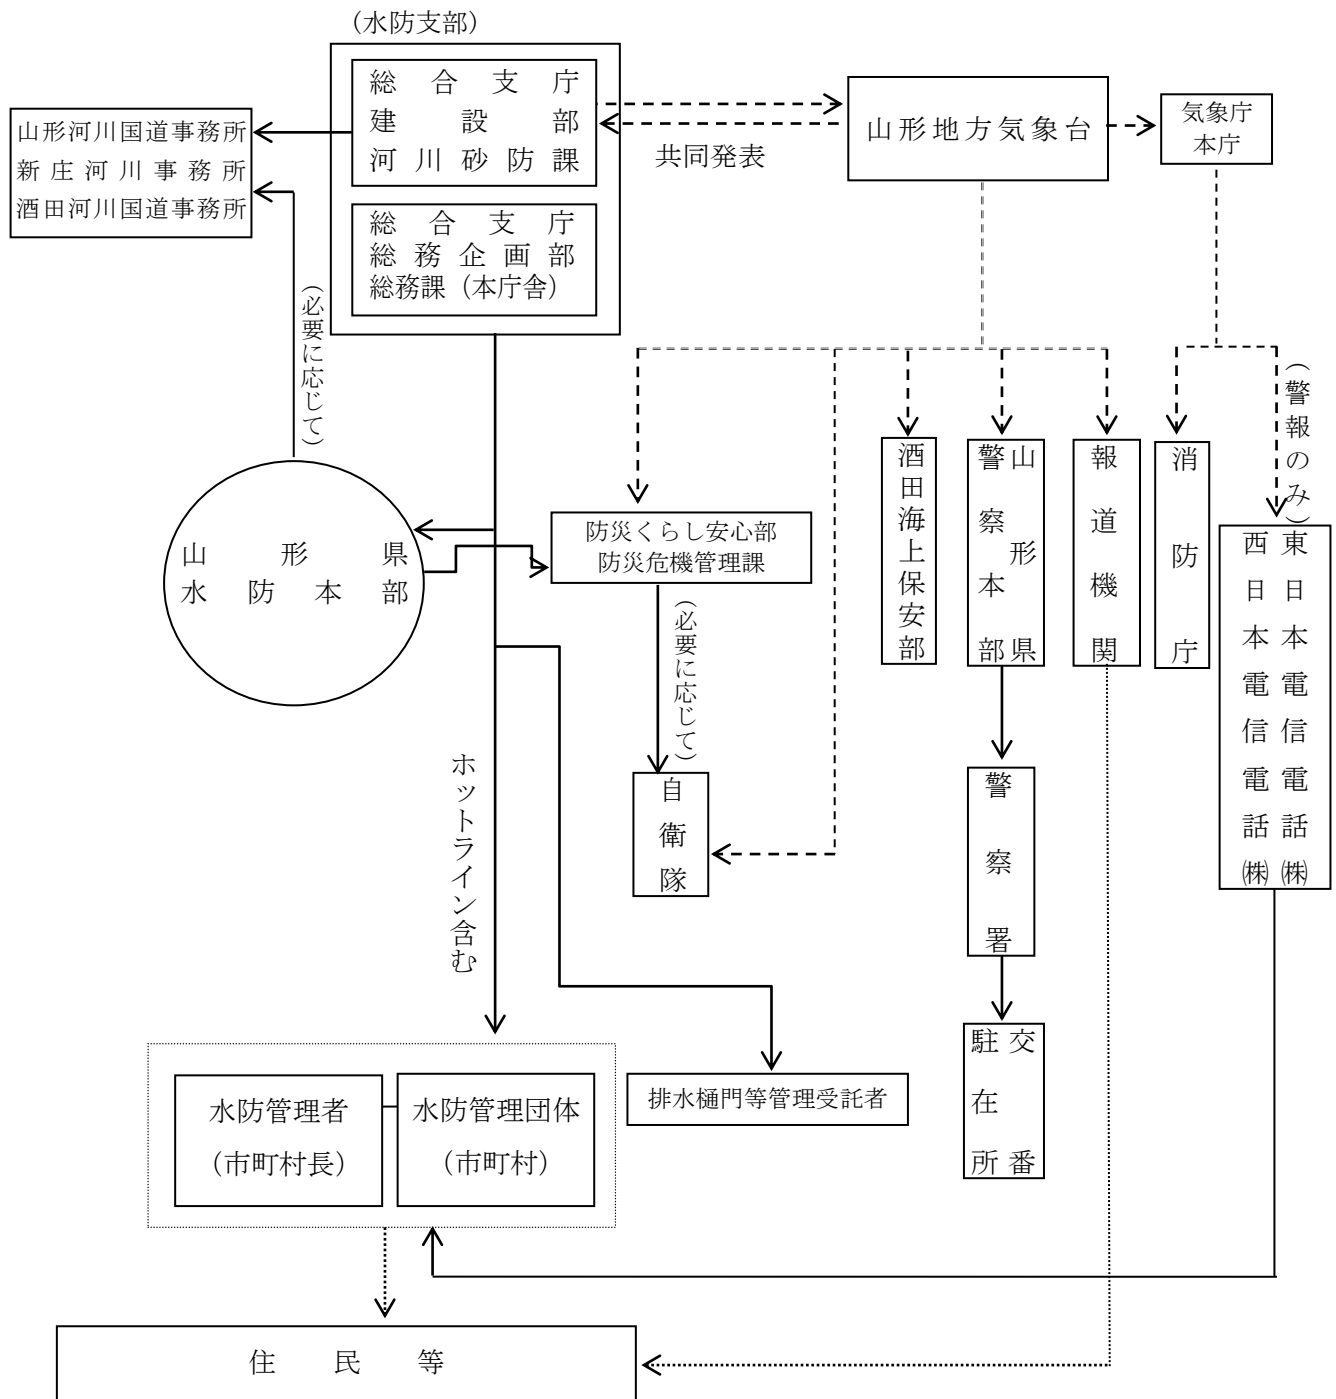 （水防支部）
総合支庁
建設部
河川砂防課
総合支庁
総務企画部
総務課（本庁舎）
山形河川国道事務所
新庄河川事務所
酒田河川国道事務所
共同発表
山形地方気象台
気象庁
本庁
（必要に応じて）
（警報のみ）
山形県
水防本部
防災くらし安心部
防災危機管理課
（必要に応じて）
自衛隊
酒田海上保安部
山形県
警察本部
報道機関
消防庁
東日本電信電話㈱
西日本電信電話㈱
警察署
交番
駐在所
ホットライン含む
水防管理者
（市町村長）
水防管理団体
（市町村）
排水樋門等管理受託者
住民等